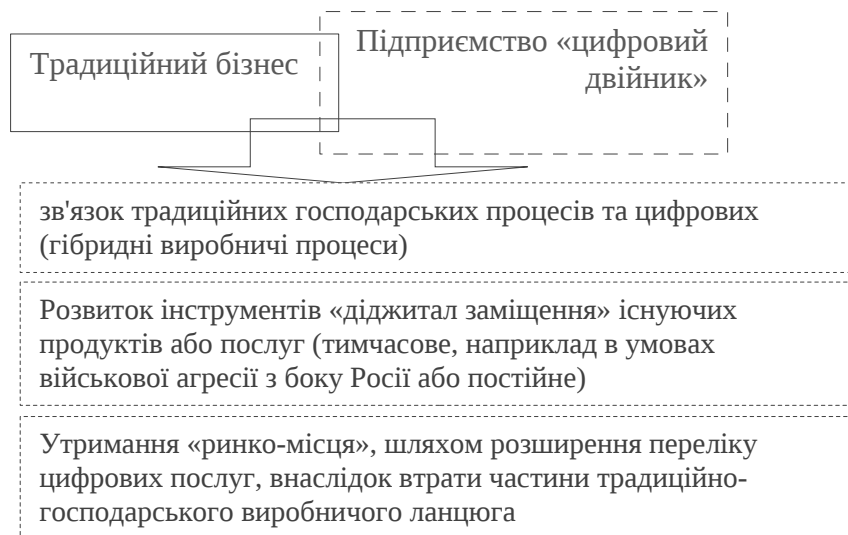 Традиційний бізнес
Підприємство «цифровий
двійник»
зв'язок традиційних господарських процесів та цифрових
(гібридні виробничі процеси)
Розвиток інструментів «діджитал заміщення» існуючих
продуктів або послуг (тимчасове, наприклад в умовах
військової агресії з боку Росії або постійне)
Утримання «ринко-місця», шляхом розширення переліку
цифрових послуг, внаслідок втрати частини традиційно-
господарського виробничого ланцюга